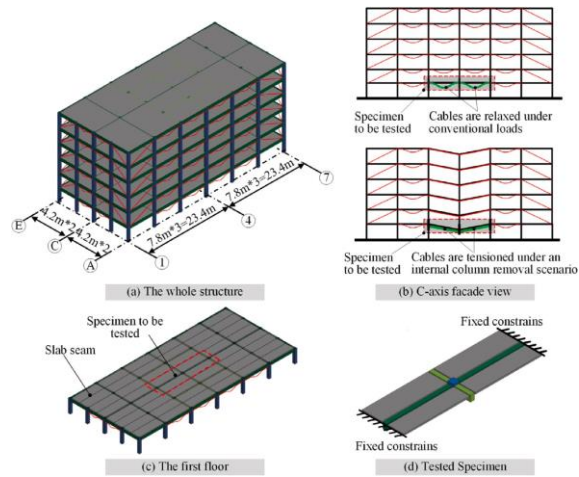 E
4.2m*2
C
4.2m*2
A
1
7.8m*3=23.4m
4
7.8m*3=23.4m
7
(a) The whole structure
Specimen
to be tested
Cables are relaxed under
conventional loads
Specimen
to be tested
Cables are tensioned under an
internal column removal scenario
(b) C-axis facade view
Specimen to be
tested
Slab seam
(c) The first floor
Fixed constrains
Fixed constrains
(d) Tested Specimen